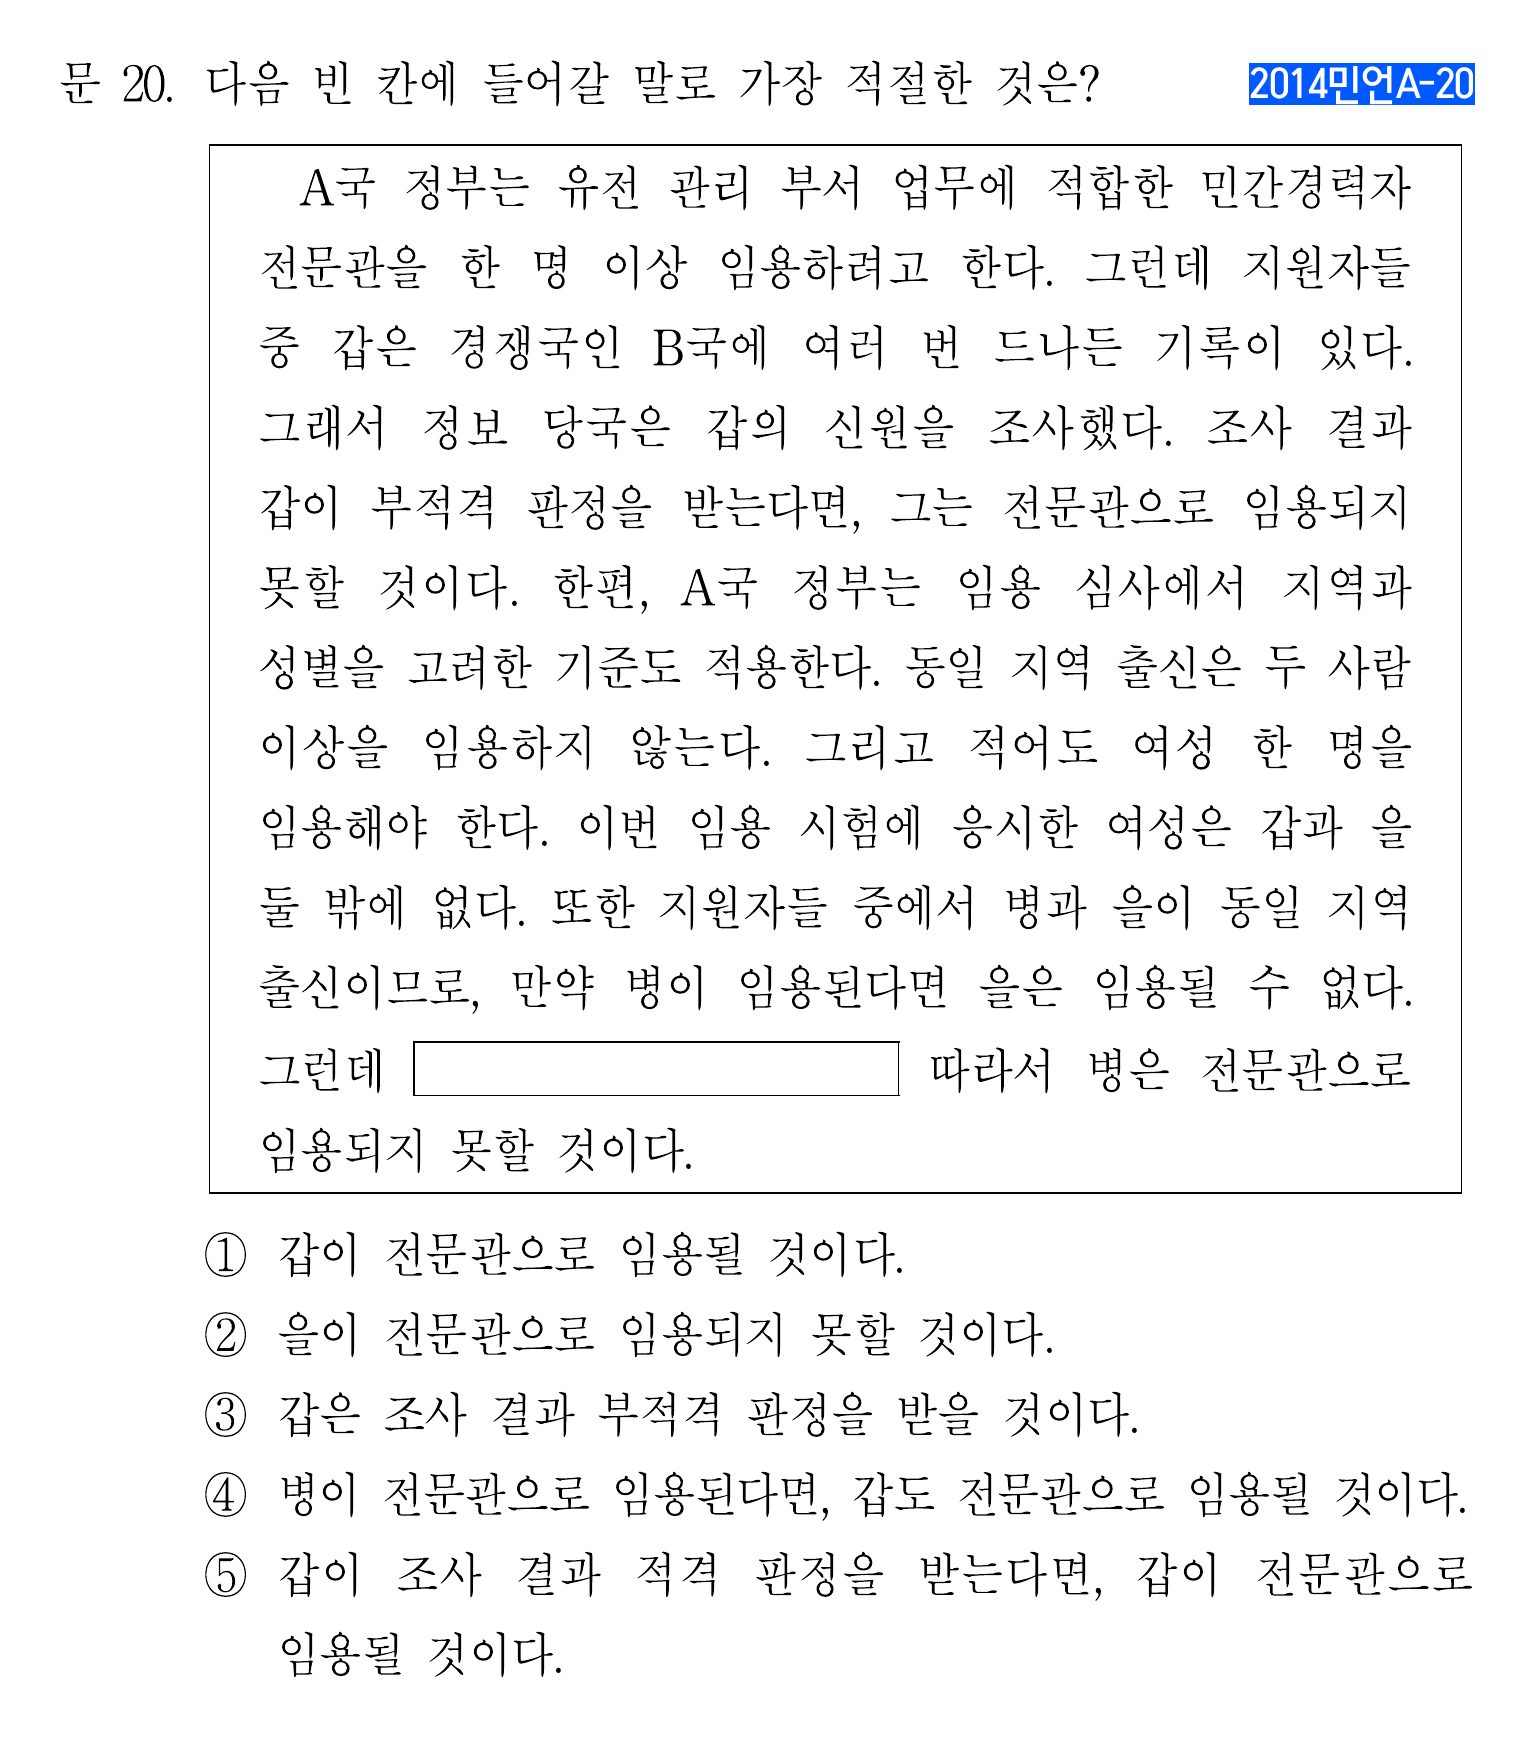 문 20. 다음 빈 칸에 들어갈 말로 가장 적절한 것은?
2014민언A-20
A국 정부는 유전 관리 부서 업무에 적합한 민간경력자
전문관을 한 명 이상 임용하려고 한다. 그런데 지원자들
중 갑은 경쟁국인 B국에 여러 번 드나든 기록이 있다.
그래서 정보 당국은 갑의 신원을 조사했다. 조사 결과
갑이 부적격 판정을 받는다면, 그는 전문관으로 임용되지
못할 것이다. 한편, A국 정부는 임용 심사에서 지역과
성별을 고려한 기준도 적용한다. 동일 지역 출신은 두 사람
이상을 임용하지 않는다. 그리고 적어도 여성 한 명을
임용해야 한다. 이번 임용 시험에 응시한 여성은 갑과 을
둘 밖에 없다. 또한 지원자들 중에서 병과 을이 동일 지역
출신이므로, 만약 병이 임용된다면 을은 임용될 수 없다.
그런데 따라서 병은 전문관으로
임용되지 못할 것이다.
① 갑이 전문관으로 임용될 것이다.
② 을이 전문관으로 임용되지 못할 것이다.
③ 갑은 조사 결과 부적격 판정을 받을 것이다.
④ 병이 전문관으로 임용된다면, 갑도 전문관으로 임용될 것이다.
⑤ 갑이 조사 결과 적격 판정을 받는다면, 갑이 전문관으로
임용될 것이다.